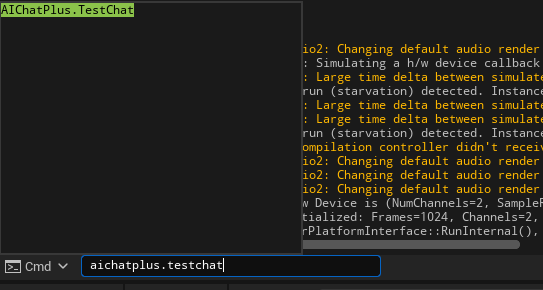 AIChatPlus.TestChat
io2: Changing default audio render
: Simulating a h/w device callback
: Large time delta between simulate
run (starvation) detected. Instanc
: Large time delta between simulate
: Large time delta between simulate
run (starvation) detected. Instanc
ompilation controller didn't receiv
io2: Changing default audio render
io2: Changing default audio render
io2: Changing default audio render
w Device is (NumChannels=2, SampleR
tialized: Frames=1024, Channels=2,
rPlatformInterface::RunInternal(),
Cmd aichatplus.testchat